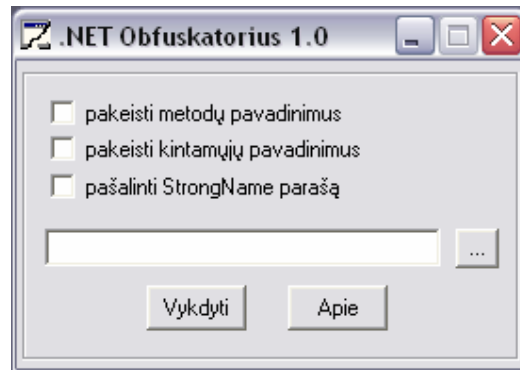 .NET Obfuskatorius 1.0
pakeisti metodų pavadinimus
pakeisti kintamųjų pavadinimus
pašalinti StrongName parašą
...
Vykdyti Apie